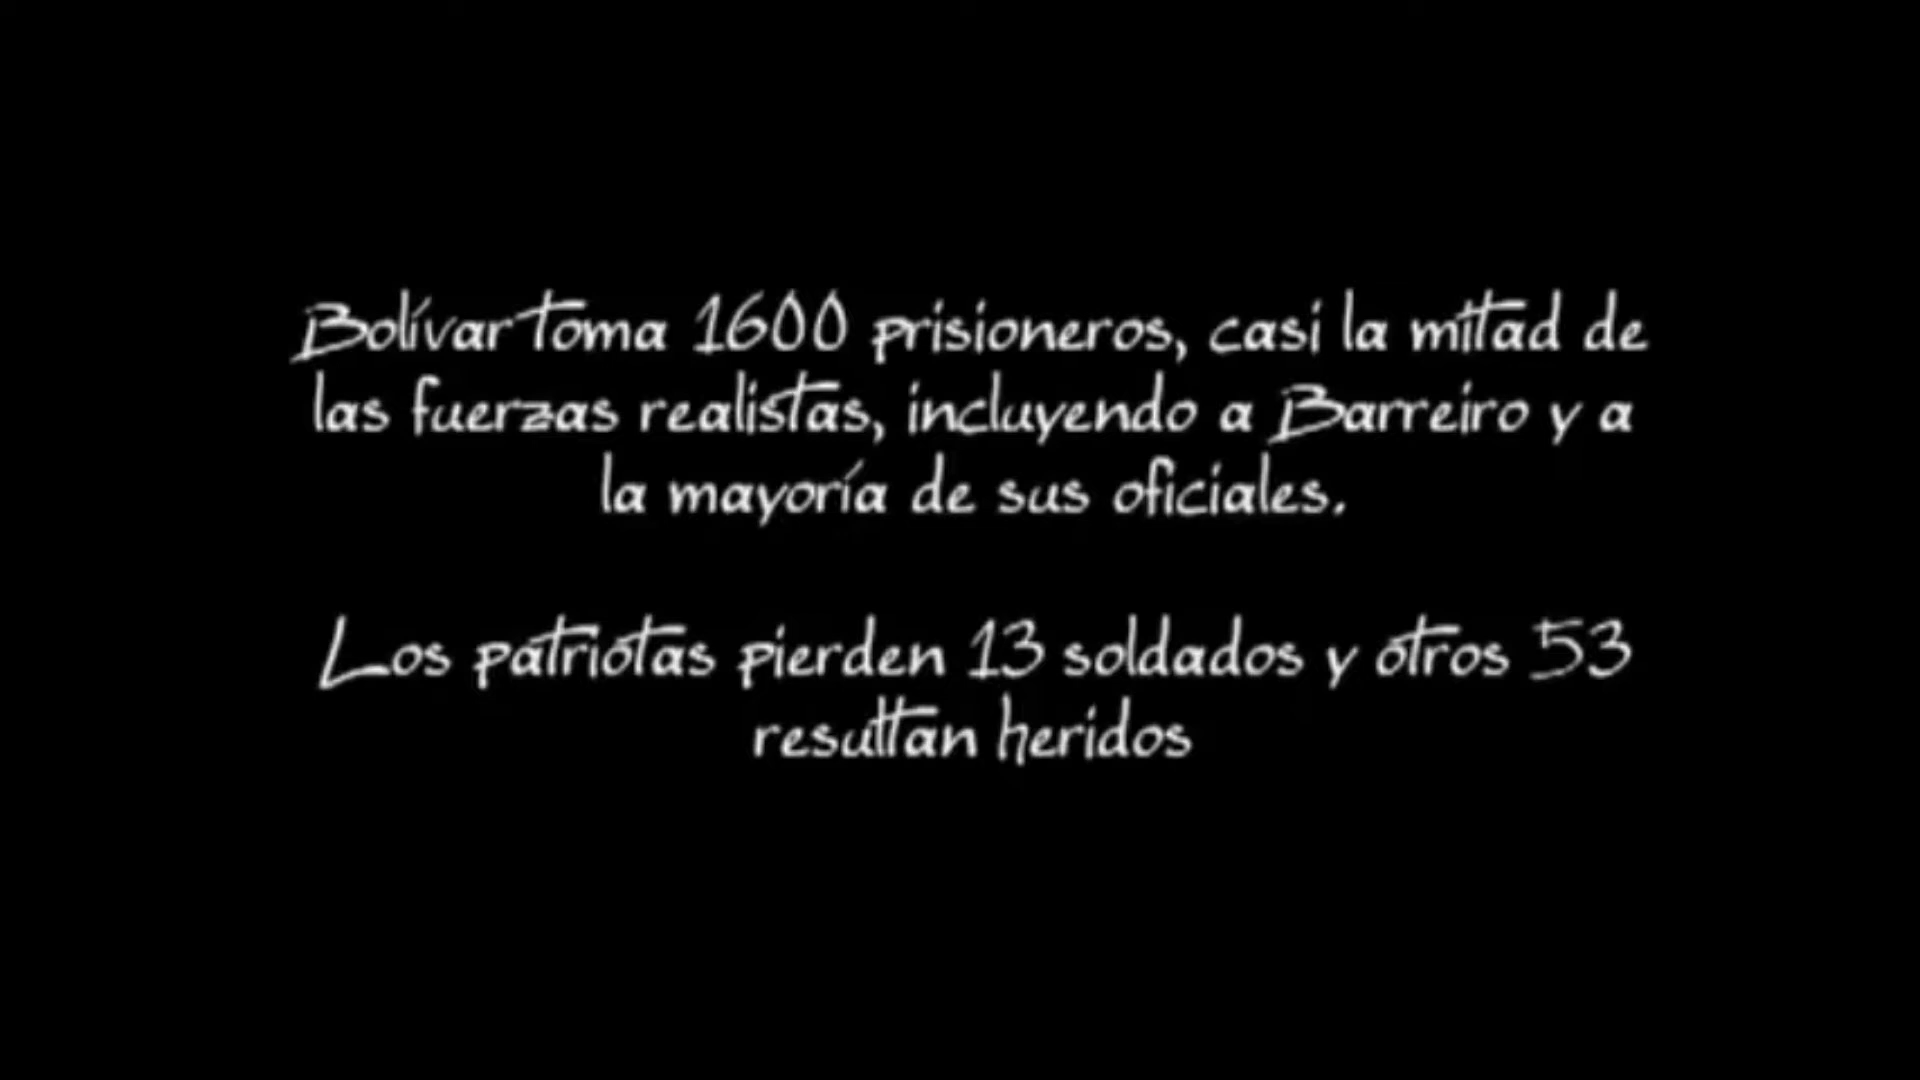 Bolívar toma 1600 prisioneros, casi la mitad de
las fuerzas realistas, incluyendo a Barreiro y a
la mayoría de sus oficiales.
Los patriotas pierden 13 soldados y otros 53
resultan heridos